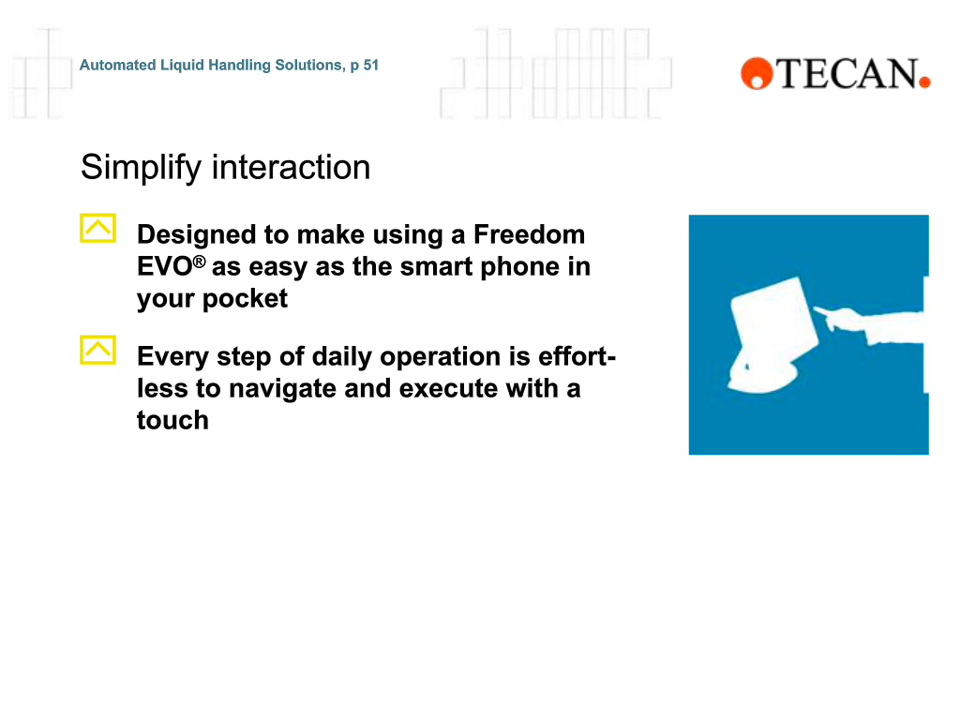 Automated Liquid Handling Solutions, p 51
TECAN.
Simplify interaction
Designed to make using a Freedom
EVO® as easy as the smart phone in
your pocket
Every step of daily operation is effort-
less to navigate and execute with a
touch